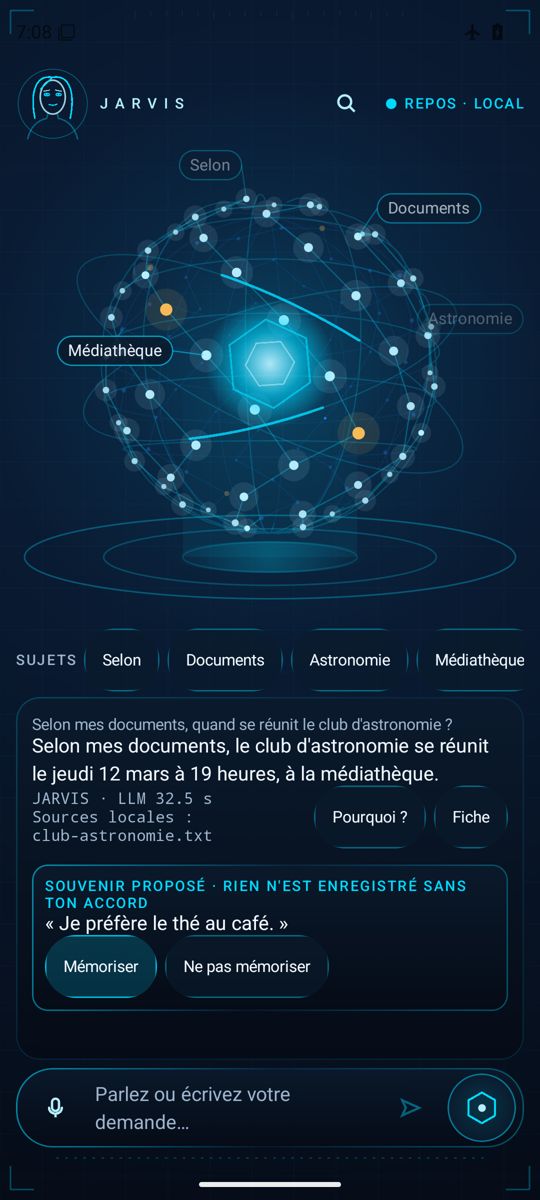 7:08
JARVIS
REPOS · LOCAL
Selon
Documents
Astronomie
Médiathèque
SUJETS
Selon
Documents
Astronomie
Médiathèque
Selon mes documents, quand se réunit le club d'astronomie ?
Selon mes documents, le club d'astronomie se réunit
le jeudi 12 mars à 19 heures, à la médiathèque.
JARVIS · LLM 32.5 s
Sources locales :
club-astronomie.txt
Pourquoi ?
Fiche
SOUVENIR PROPOSÉ · RIEN N'EST ENREGISTRÉ SANS
TON ACCORD
« Je préfère le thé au café. »
Mémoriser
Ne pas mémoriser
Parlez ou écrivez votre
demande…